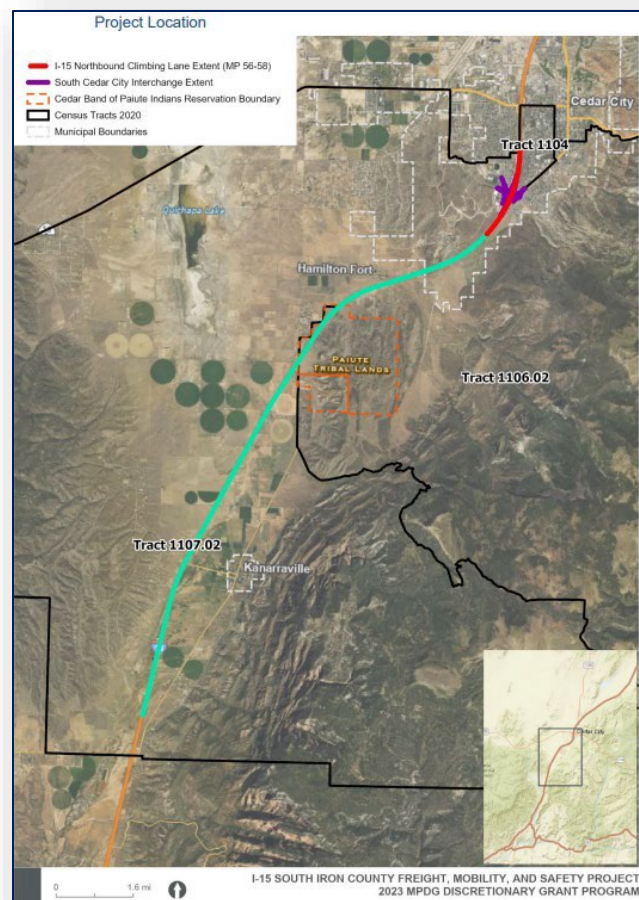 Project Location
I-15 Northbound Climbing Lane Extent (MP 56-58)
South Cedar City Interchange Extent
Cedar Band of Paiute Indians Reservation Boundary
Census Tracts 2020
Municipal Boundaries
Cedar City
Tract 1104
Quichapa Lake
Hamilton Fort
PAIUTE
TRIBAL LANDS
Tract 1106.02
Tract 1107.02
Kanarraville
Cedar City
0 1.6 mi
I-15 SOUTH IRON COUNTY FREIGHT, MOBILITY, AND SAFETY PROJECT
2023 MPDG DISCRETIONARY GRANT PROGRAM